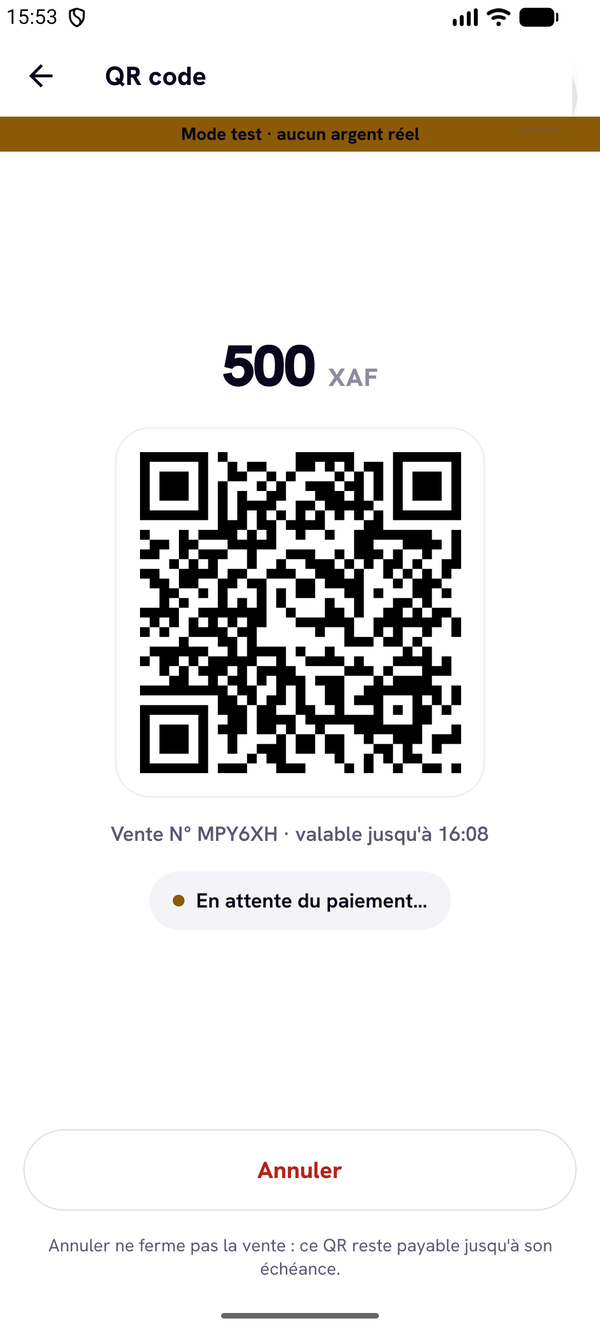 15:53
QR code
Mode test · aucun argent réel
500 XAF
Vente N° MPY6XH · valable jusqu'à 16:08
En attente du paiement...
Annuler
Annuler ne ferme pas la vente : ce QR reste payable jusqu'à son
échéance.